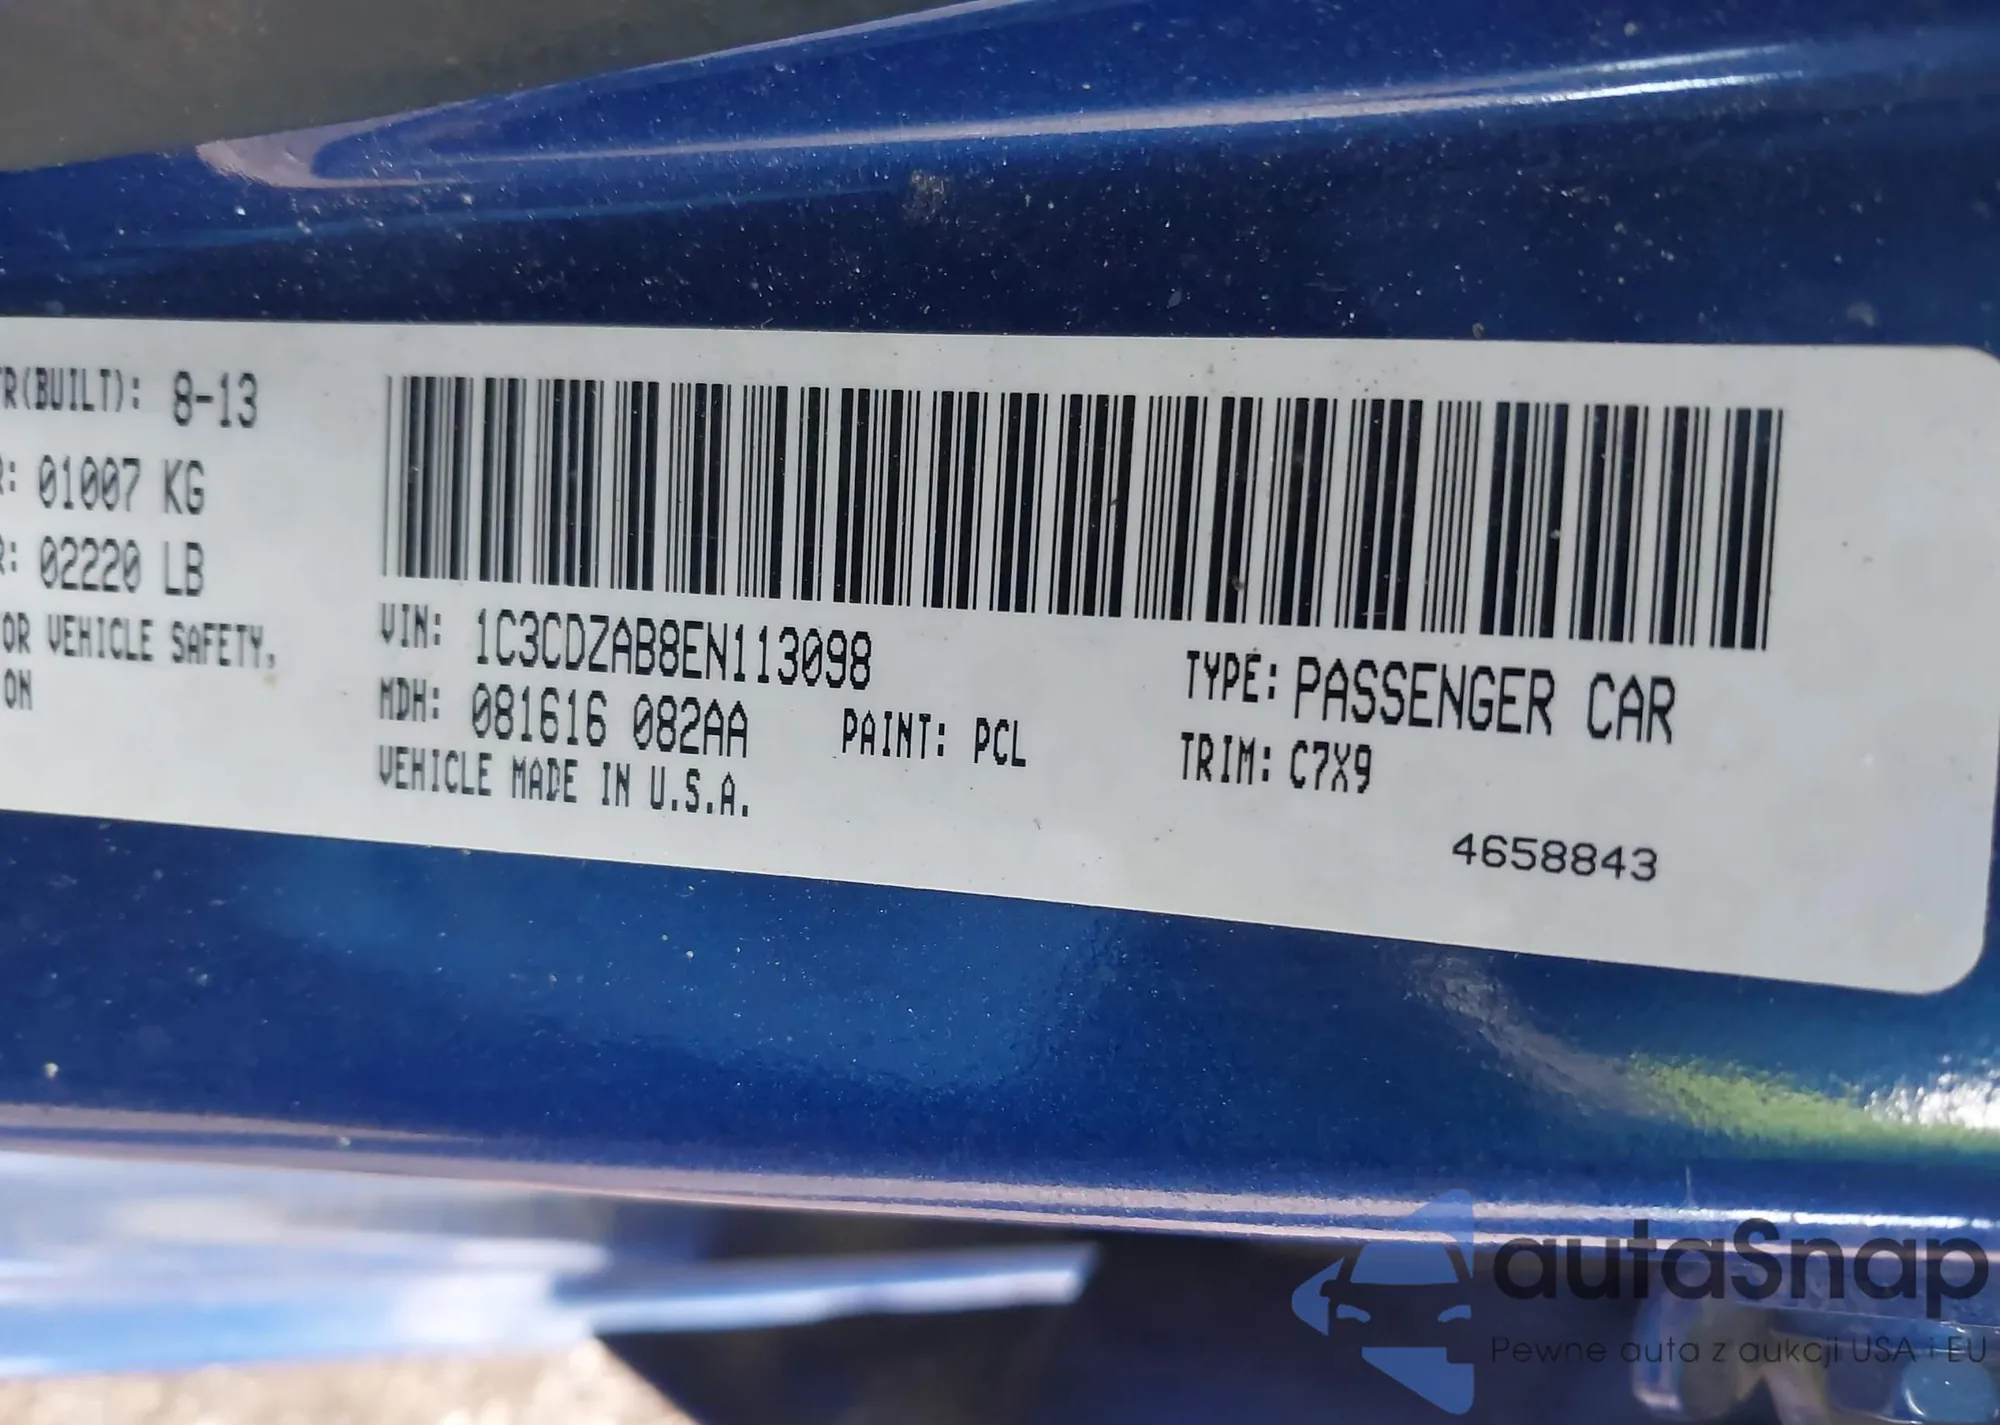 TR(BUILT): 8-13
R: 01007 KG
R: 02220 LB
OR VEHICLE SAFETY,
ON
VIN: 1C3CDZAB8EN113098
TYPE: PASSENGER CAR
MDH: 081616 082AA
PAINT: PCL
TRIM: C7X9
VEHICLE MADE IN U.S.A.
4658843
autaSnap
Pewne auta z aukcji USA i EU